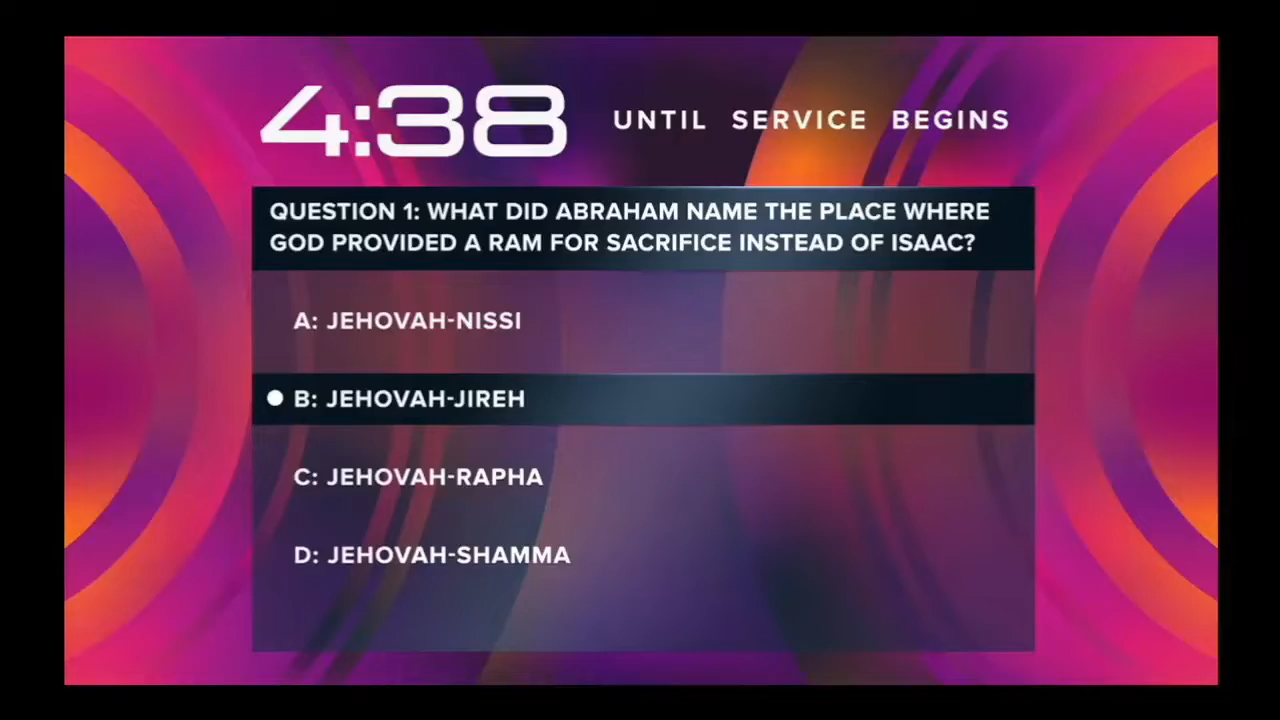 4:38 UNTIL SERVICE BEGINS
QUESTION 1: WHAT DID ABRAHAM NAME THE PLACE WHERE
GOD PROVIDED A RAM FOR SACRIFICE INSTEAD OF ISAAC?
A: JEHOVAH-NISSI
B: JEHOVAH-JIREH
C: JEHOVAH-RAPHA
D: JEHOVAH-SHAMMA